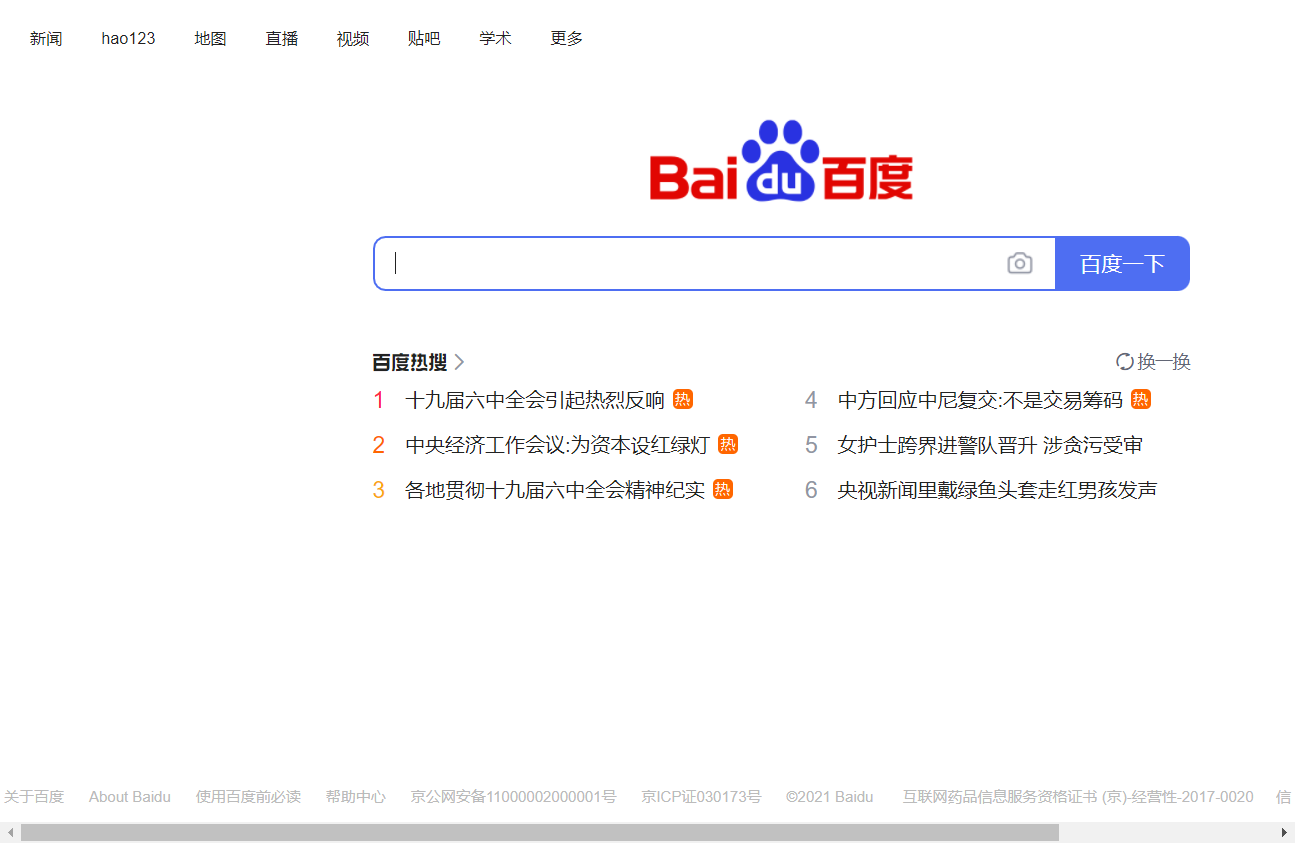 新闻 hao123 地图 直播 视频 贴吧 学术 更多
Bai du 百度
百度一下
百度热搜 换一换
1 十九届六中全会引起热烈反响 热
4 中方回应中尼复交:不是交易筹码 热
2 中央经济工作会议:为资本设红绿灯 热
5 女护士跨界进警队晋升 涉贪污受审
3 各地贯彻十九届六中全会精神纪实 热
6 央视新闻里戴绿鱼头套走红男孩发声
关于百度 About Baidu 使用百度前必读 帮助中心 京公网安备11000002000001号 京ICP证030173号 ©2021 Baidu 互联网药品信息服务资格证书 (京)-经营性-2017-0020 信